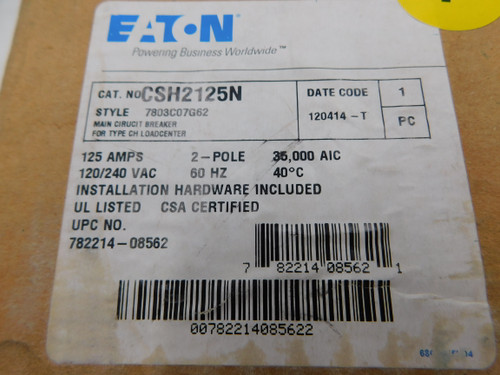 EATON
Powering Business Worldwide™
CAT. NO CSH2125N
STYLE 7803C07G62
MAIN CIRUCIT BREAKER
FOR TYPE CH LOADCENTER
DATE CODE 1
120414-T PC
125 AMPS 2-POLE 35,000 AIC
120/240 VAC 60 HZ 40°C
INSTALLATION HARDWARE INCLUDED
UL LISTED CSA CERTIFIED
UPC NO.
782214-08562
7 82214 08562 1
00782214085622